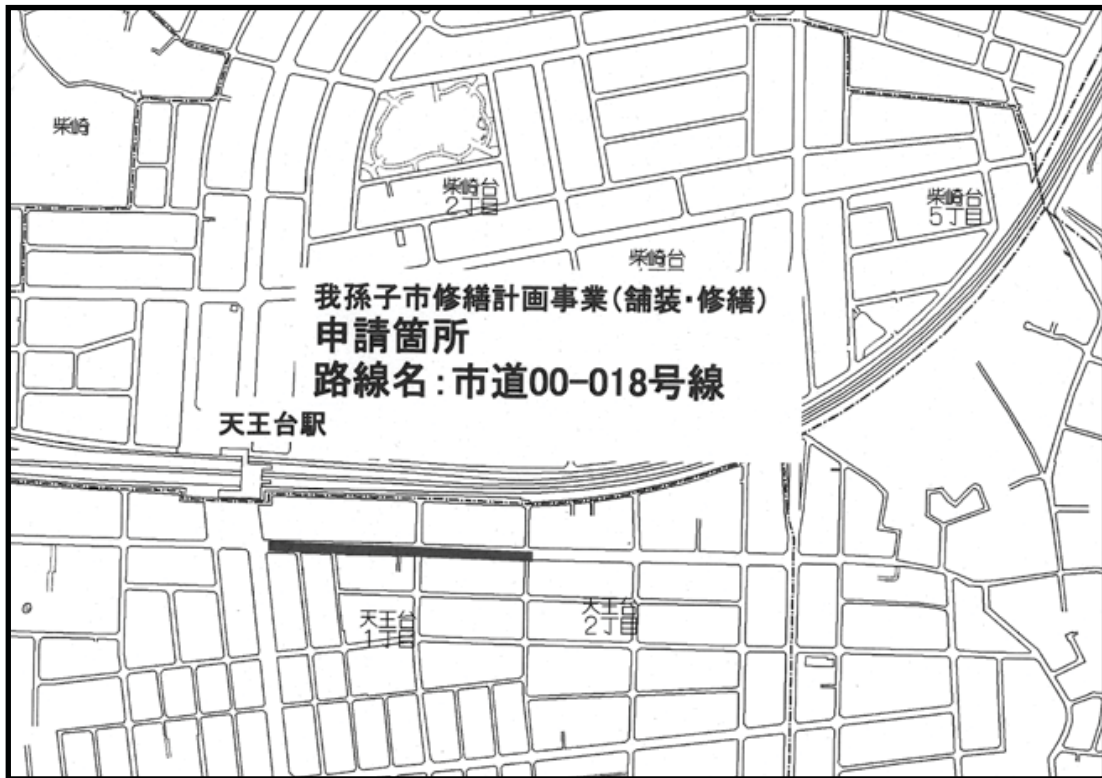 柴崎
柴崎台
2丁目
柴崎台
5丁目
柴崎台
我孫子市修繕計画事業(舗装・修繕)
申請箇所
路線名:市道00-018号線
天王台駅
天王台
1丁目
天王台
2丁目